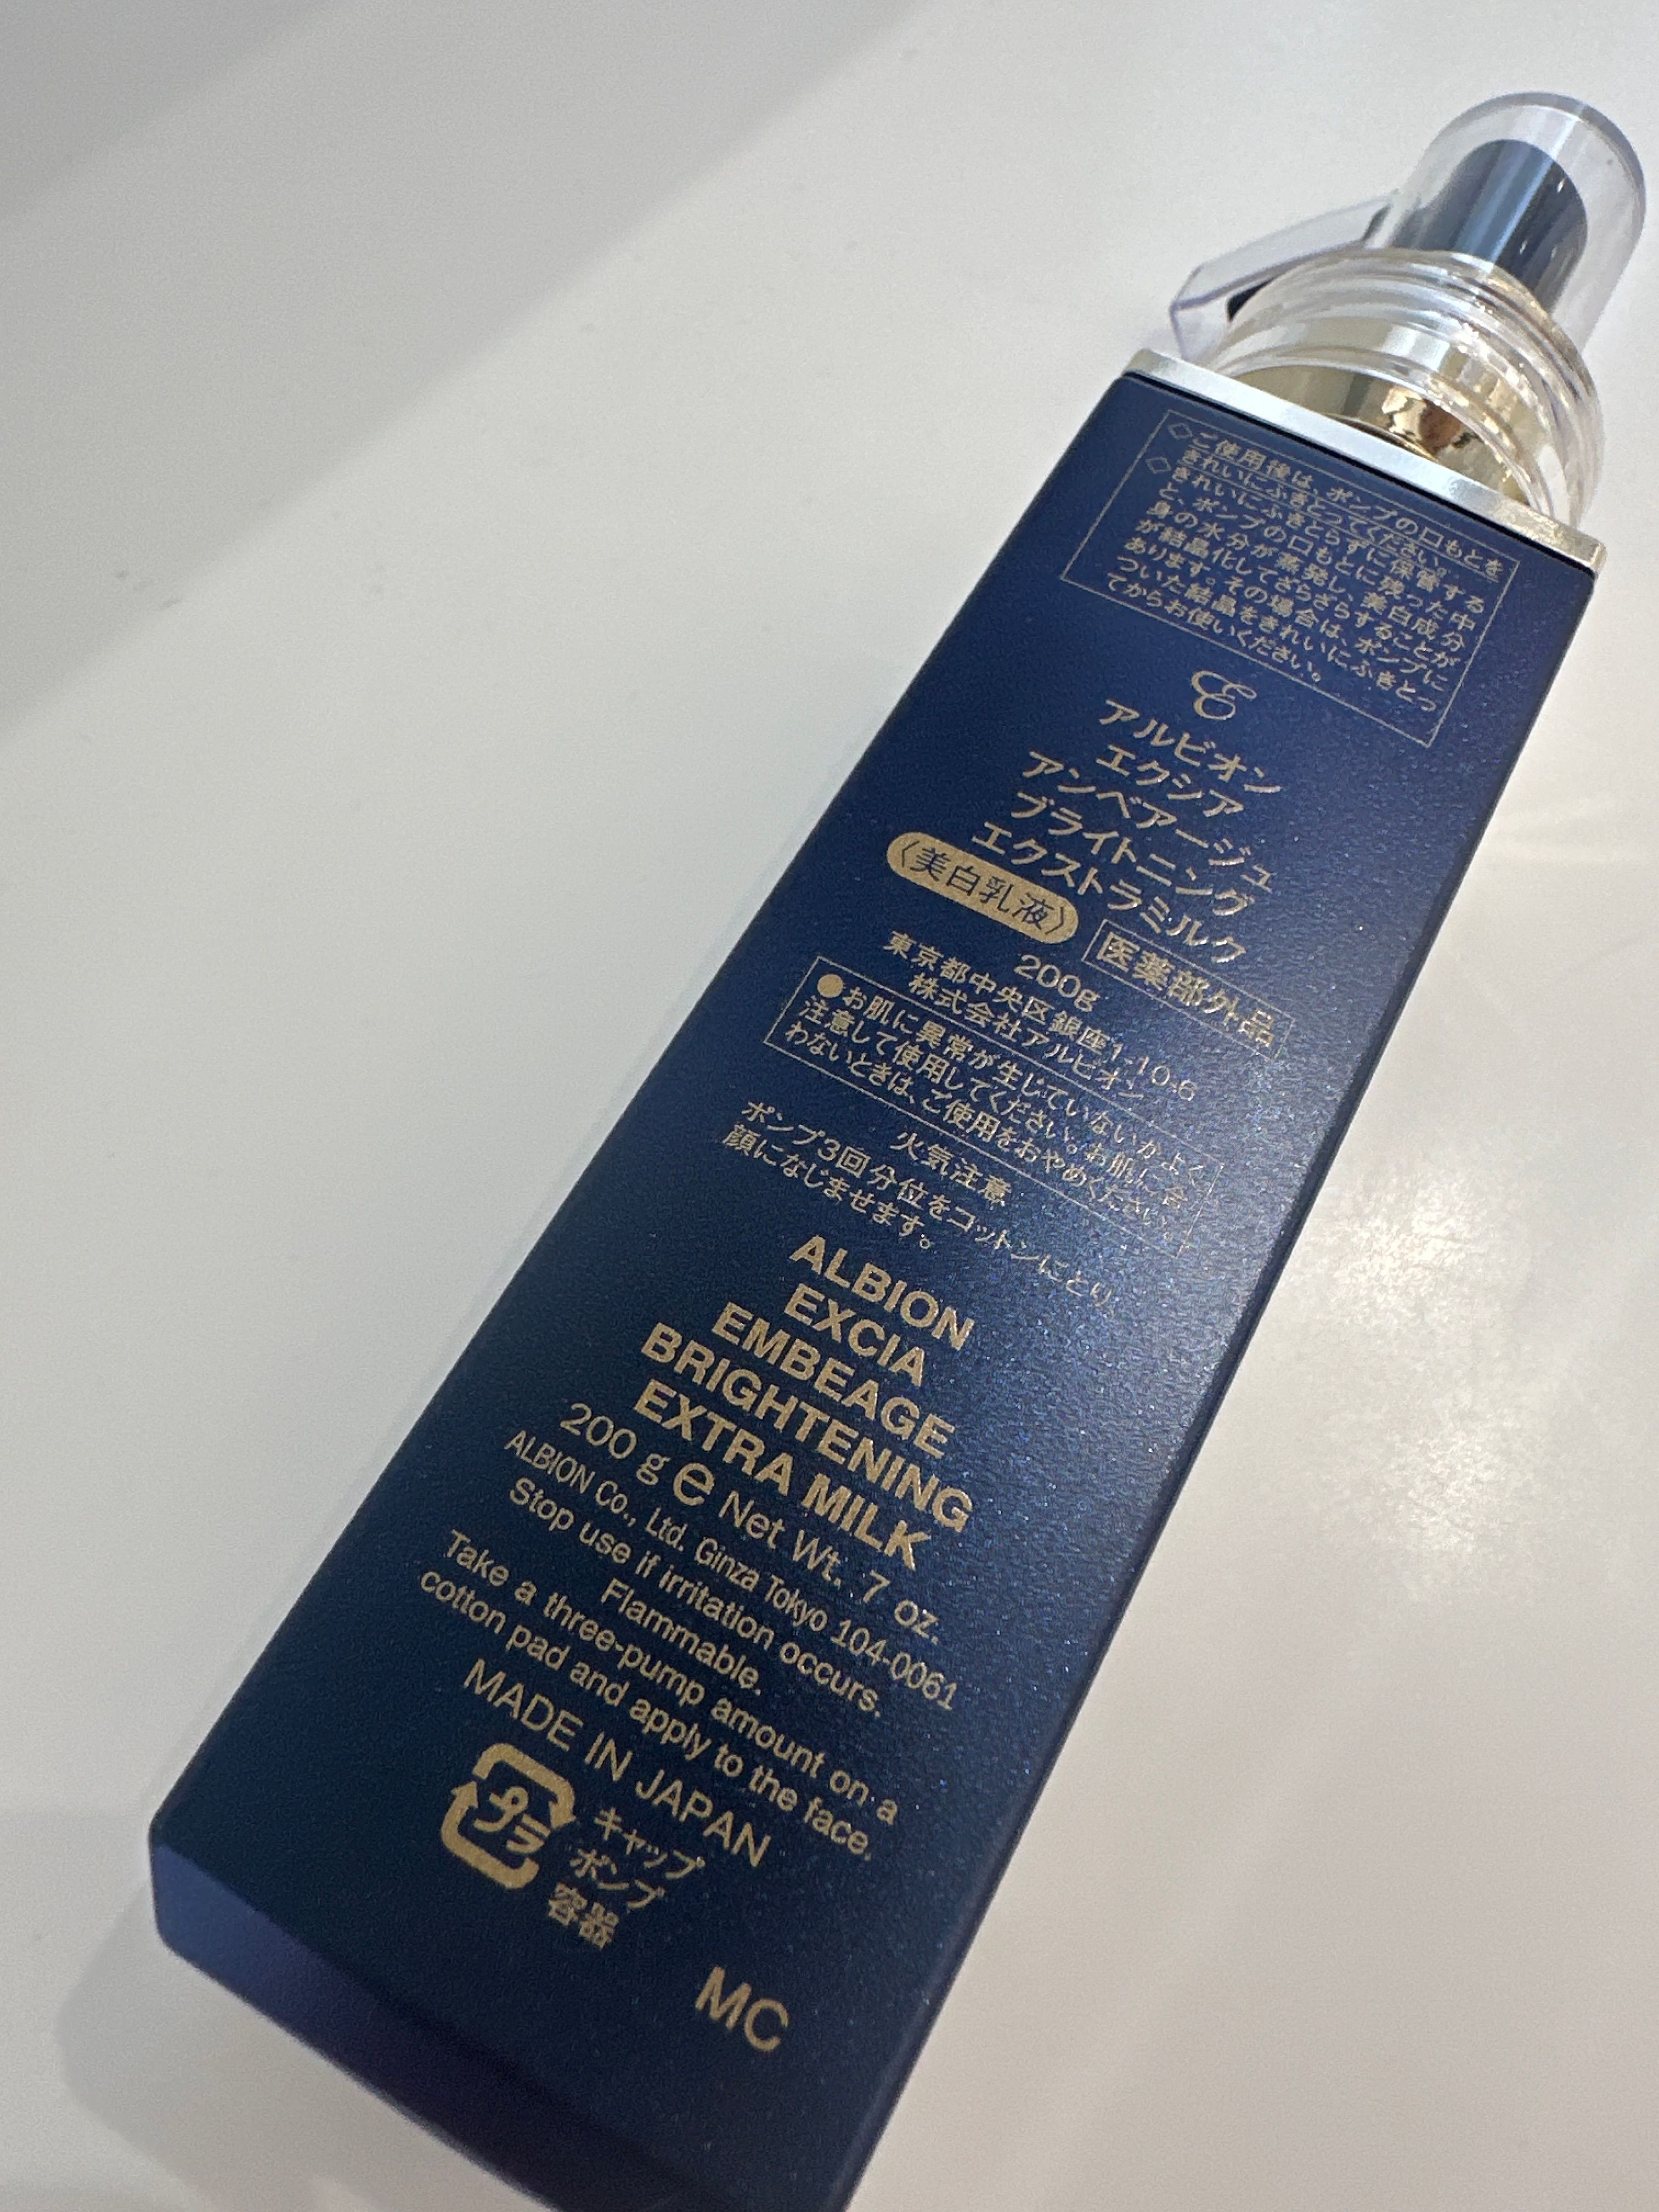 ◇ご使用後は、ポンプの口もとを
きれいにふきとってください。
◇きれいにふきとらずに保管する
と、ポンプの口もとに残った中
身の水分が蒸発し、美白成分
が結晶化してざらざらすることが
あります。その場合は、ポンプに
ついた結晶をきれいにふきとっ
てからお使いください。
E
アルビオン
エクシア
アンベアージュ
ブライトニング
エクストラミルク
〈美白乳液〉 医薬部外品
200g
東京都中央区銀座1-10-6
株式会社アルビオン
●お肌に異常が生じていないかよく
注意して使用してください。お肌に合
わないときは、ご使用をおやめください。
火気注意
ポンプ3回分位をコットンにとり、
顔になじませます。
ALBION
EXCIA
EMBEAGE
BRIGHTENING
EXTRA MILK
200 g ℮ Net Wt. 7 oz.
ALBION Co., Ltd. Ginza Tokyo 104-0061
Stop use if irritation occurs.
Flammable.
Take a three-pump amount on a
cotton pad and apply to the face.
MADE IN JAPAN
プラ
キャップ
ポンプ
容器
MC